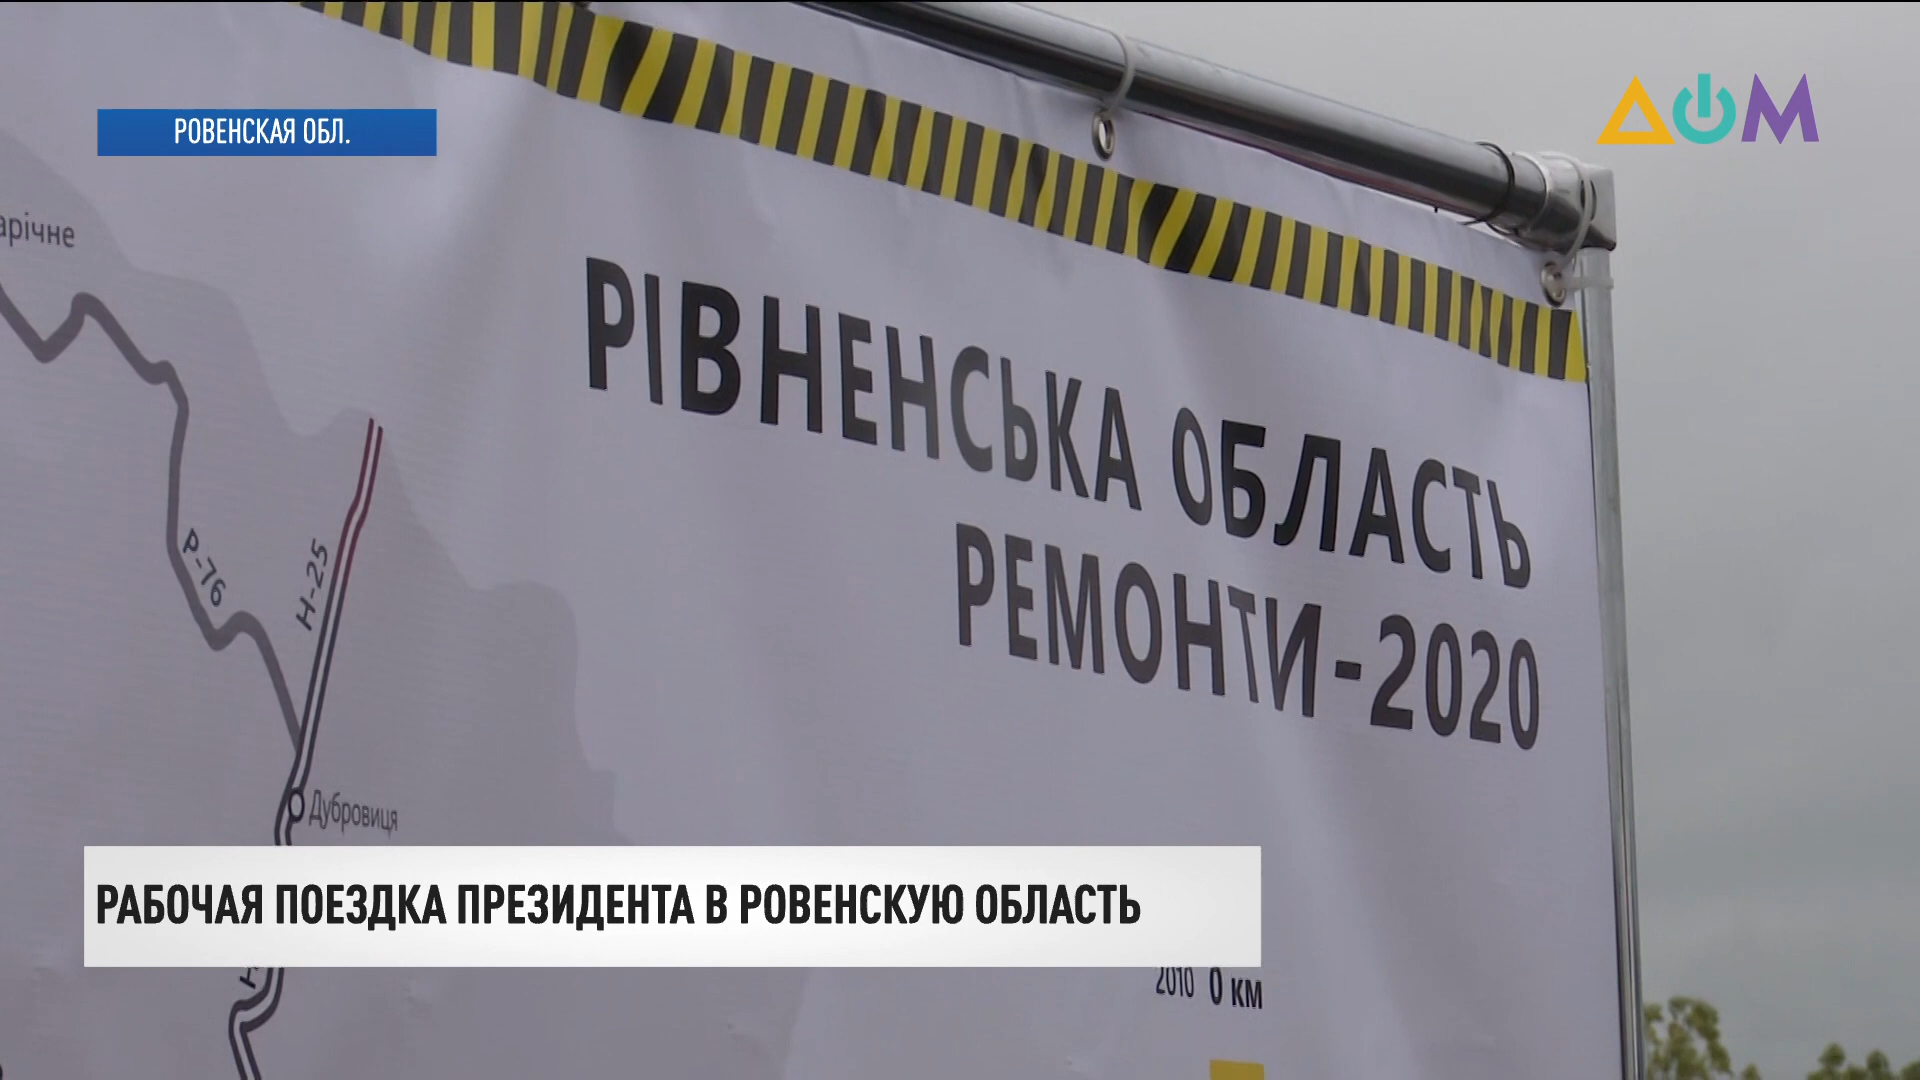 РОВЕНСКАЯ ОБЛ.
ДОМ
арічне
РІВНЕНСЬКА ОБЛАСТЬ
РЕМОНТИ-2020
Р-76
Н-25
Дубровиця
РАБОЧАЯ ПОЕЗДКА ПРЕЗИДЕНТА В РОВЕНСКУЮ ОБЛАСТЬ
2010 0 КМ